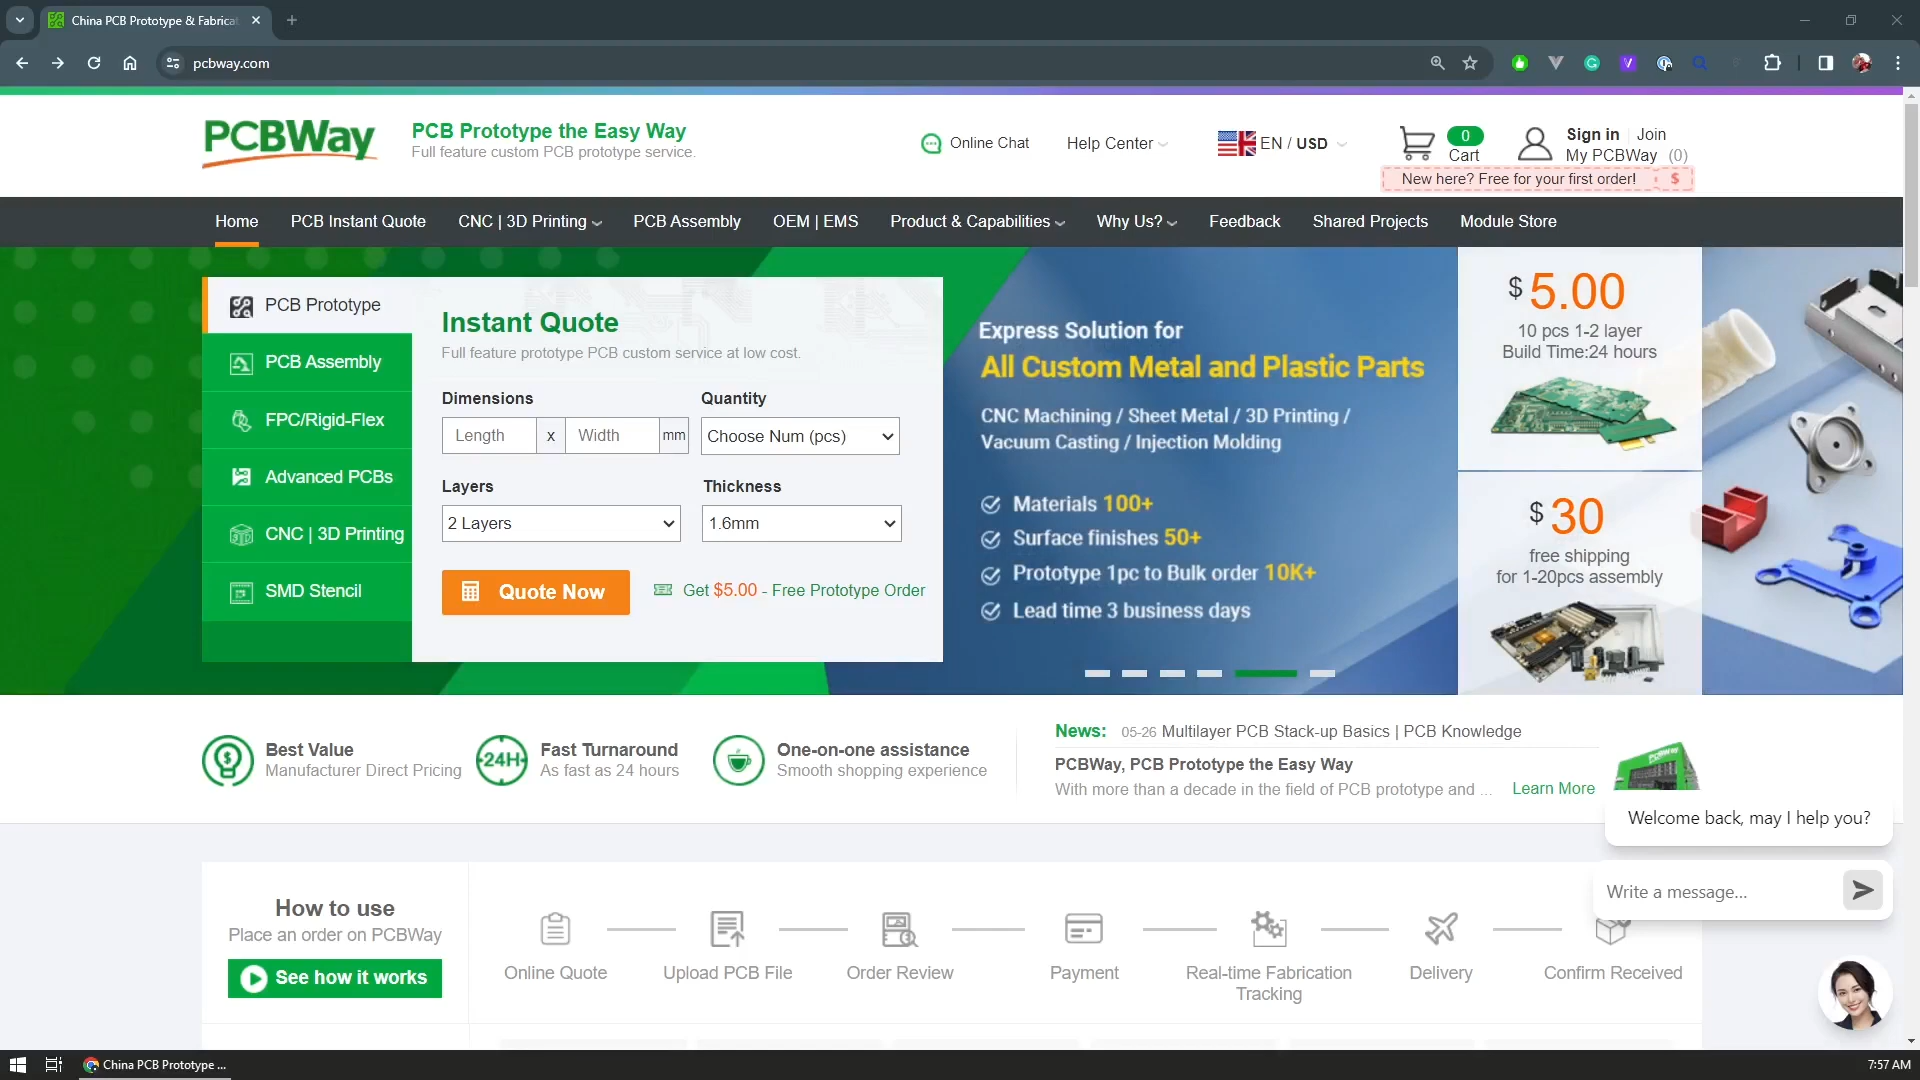 China PCB Prototype & Fabricat
pcbway.com
PCBWay
PCB Prototype the Easy Way
Full feature custom PCB prototype service.
Online Chat
Help Center
EN / USD
0
Cart
Sign in
Join
My PCBWay (0)
New here? Free for your first order! $
Home
PCB Instant Quote
CNC | 3D Printing
PCB Assembly
OEM | EMS
Product & Capabilities
Why Us?
Feedback
Shared Projects
Module Store
PCB Prototype
PCB Assembly
FPC/Rigid-Flex
Advanced PCBs
CNC | 3D Printing
SMD Stencil
Instant Quote
Full feature prototype PCB custom service at low cost.
Dimensions
Quantity
Length x Width mm
Choose Num (pcs)
Layers
Thickness
2 Layers
1.6mm
Quote Now
Get $5.00 - Free Prototype Order
Express Solution for
All Custom Metal and Plastic Parts
CNC Machining / Sheet Metal / 3D Printing /
Vacuum Casting / Injection Molding
Materials 100+
Surface finishes 50+
Prototype 1pc to Bulk order 10K+
Lead time 3 business days
$ 5.00
10 pcs 1-2 layer
Build Time:24 hours
$ 30
free shipping
for 1-20pcs assembly
Best Value
Manufacturer Direct Pricing
24H
Fast Turnaround
As fast as 24 hours
One-on-one assistance
Smooth shopping experience
News: 05-26 Multilayer PCB Stack-up Basics | PCB Knowledge
PCBWay, PCB Prototype the Easy Way
With more than a decade in the field of PCB prototype and ... Learn More
Welcome back, may I help you?
Write a message...
How to use
Place an order on PCBWay
See how it works
Online Quote
Upload PCB File
Order Review
Payment
Real-time Fabrication
Tracking
Delivery
Confirm Received
China PCB Prototype ...
7:57 AM